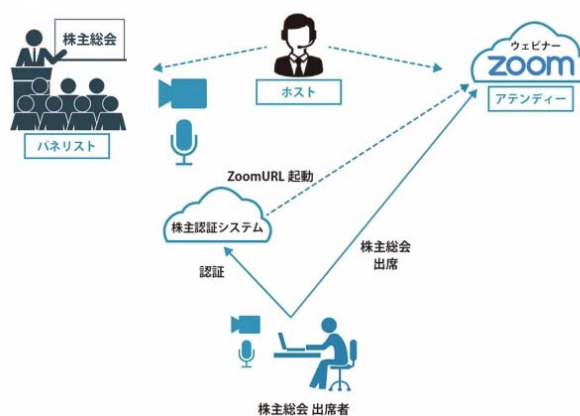 株主総会
パネリスト
ホスト
ウェビナー
zoom
アテンディー
ZoomURL 起動
株主認証システム
認証
株主総会
出席
株主総会 出席者